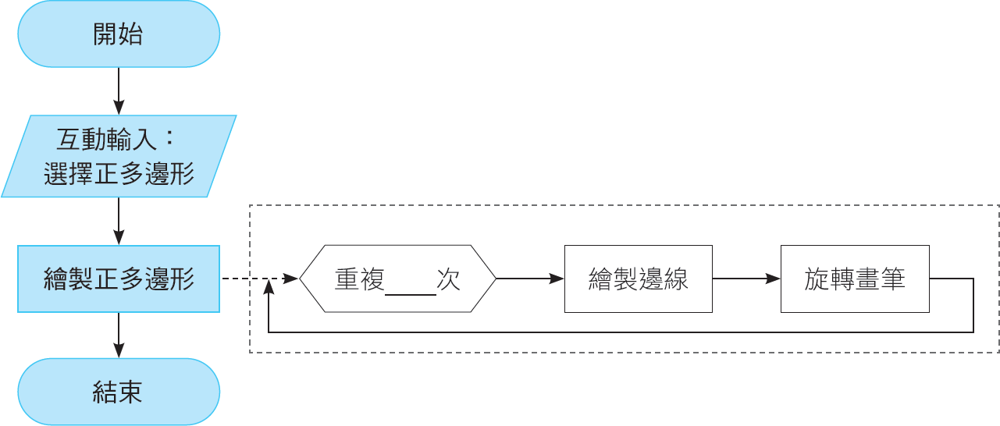 開始
互動輸入：
選擇正多邊形
繪製正多邊形
重複____次
繪製邊線
旋轉畫筆
結束